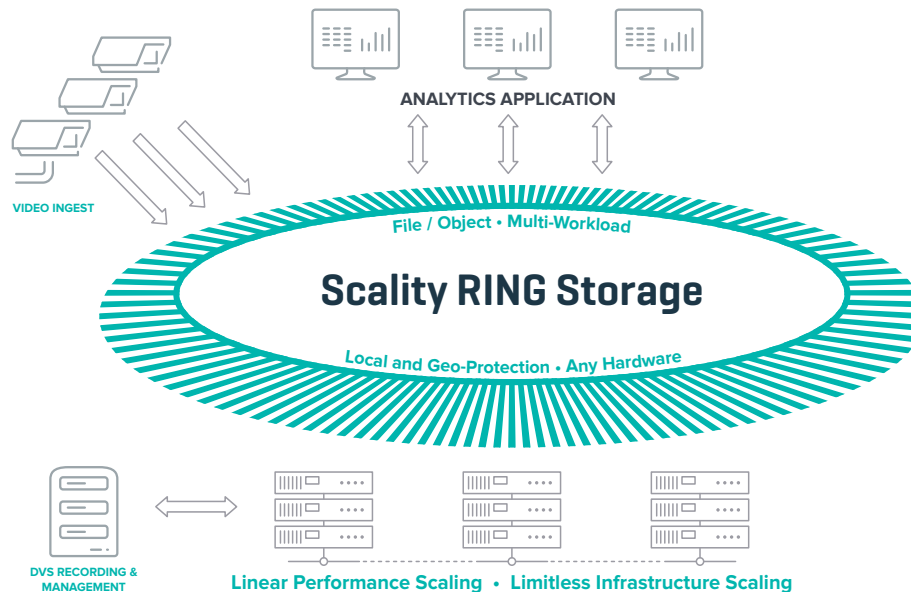 ANALYTICS APPLICATION
VIDEO INGEST
File / Object • Multi-Workload
Scality RING Storage
Local and Geo-Protection • Any Hardware
DVS RECORDING &
MANAGEMENT
Linear Performance Scaling • Limitless Infrastructure Scaling